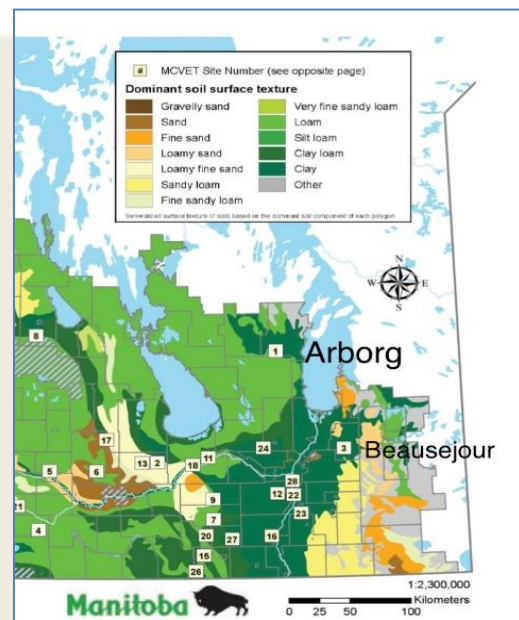 # MCVET Site Number (see opposite page)
Dominant soil surface texture
Gravelly sand
Sand
Fine sand
Loamy sand
Loamy fine sand
Sandy loam
Fine sandy loam
Very fine sandy loam
Loam
Silt loam
Clay loam
Clay
Other
Generalized surface texture of soils based on the dominant soil component of each polygon
N
W E
S
8
1
Arborg
17
24
3
Beausejour
5
6
13
2
18
11
28
12
22
21
9
23
4
7
20
27
16
15
26
Manitoba
1:2,300,000
Kilometers
0 25 50 100